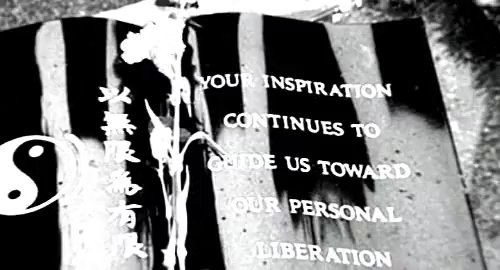 YOUR INSPIRATION
CONTINUES TO
GUIDE US TOWARD
OUR PERSONAL
LIBERATION
以無限為有限